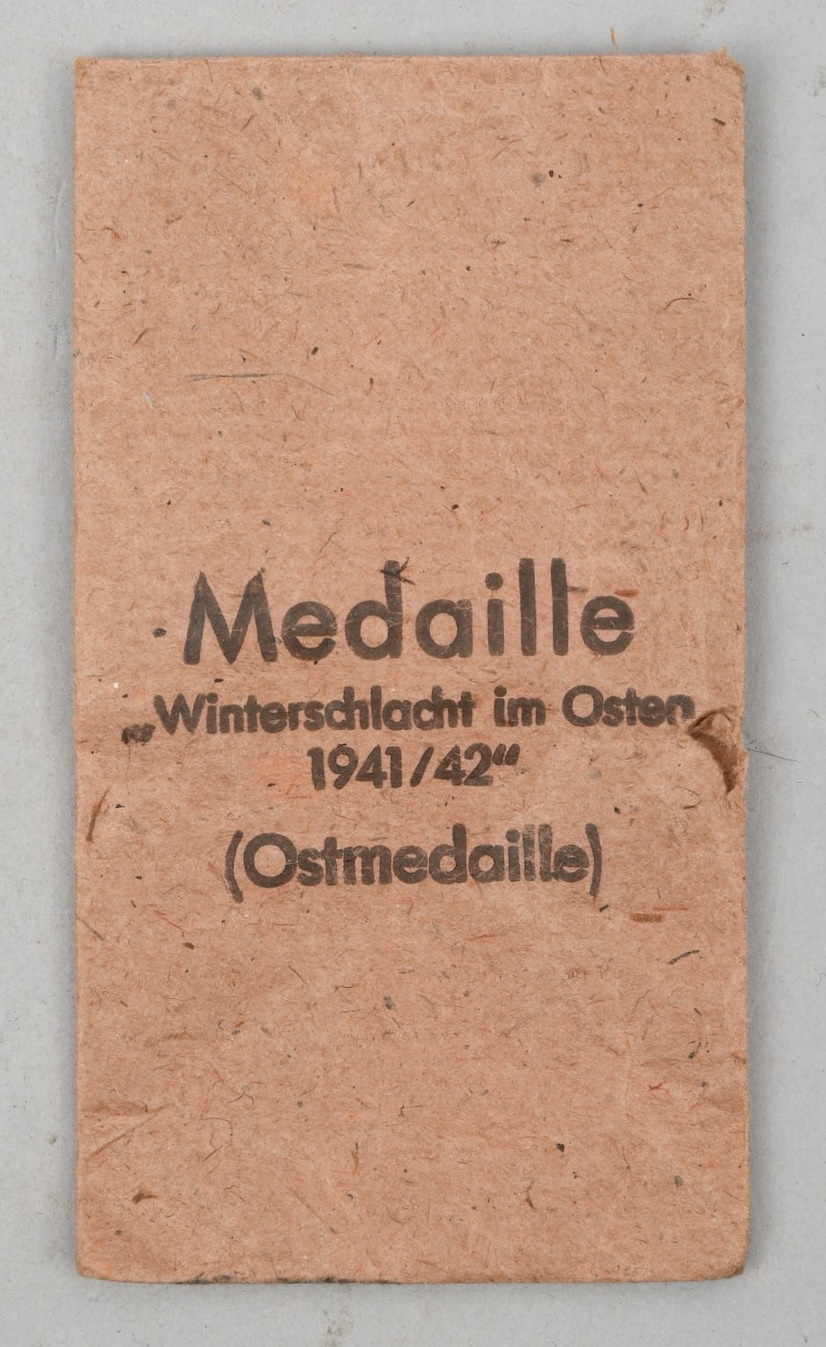 Medaille
„Winterschlacht im Osten
1941/42“
(Ostmedaille)